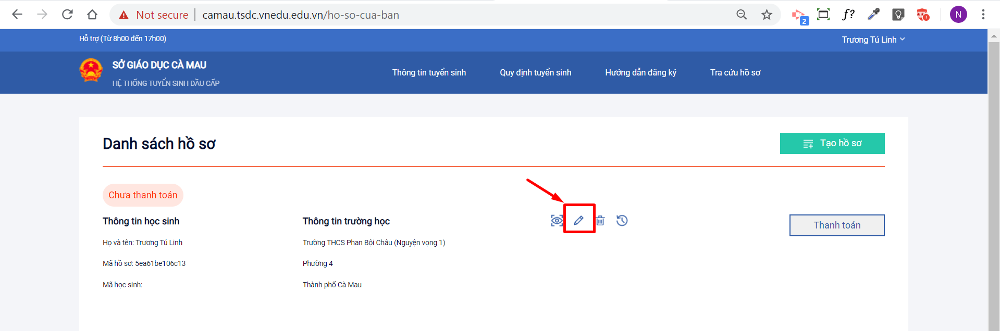 Not secure | camau.tsdc.vnedu.edu.vn/ho-so-cua-ban
f?
2
N
Hỗ trợ (Từ 8h00 đến 17h00)
Trương Tú Linh
SỞ GIÁO DỤC CÀ MAU
HỆ THỐNG TUYỂN SINH ĐẦU CẤP
Thông tin tuyển sinh
Quy định tuyển sinh
Hướng dẫn đăng ký
Tra cứu hồ sơ
Danh sách hồ sơ
Tạo hồ sơ
Chưa thanh toán
Thông tin học sinh
Họ và tên: Trương Tú Linh
Mã hồ sơ: 5ea61be106c13
Mã học sinh:
Thông tin trường học
Trường THCS Phan Bội Châu (Nguyện vọng 1)
Phường 4
Thành phố Cà Mau
Thanh toán